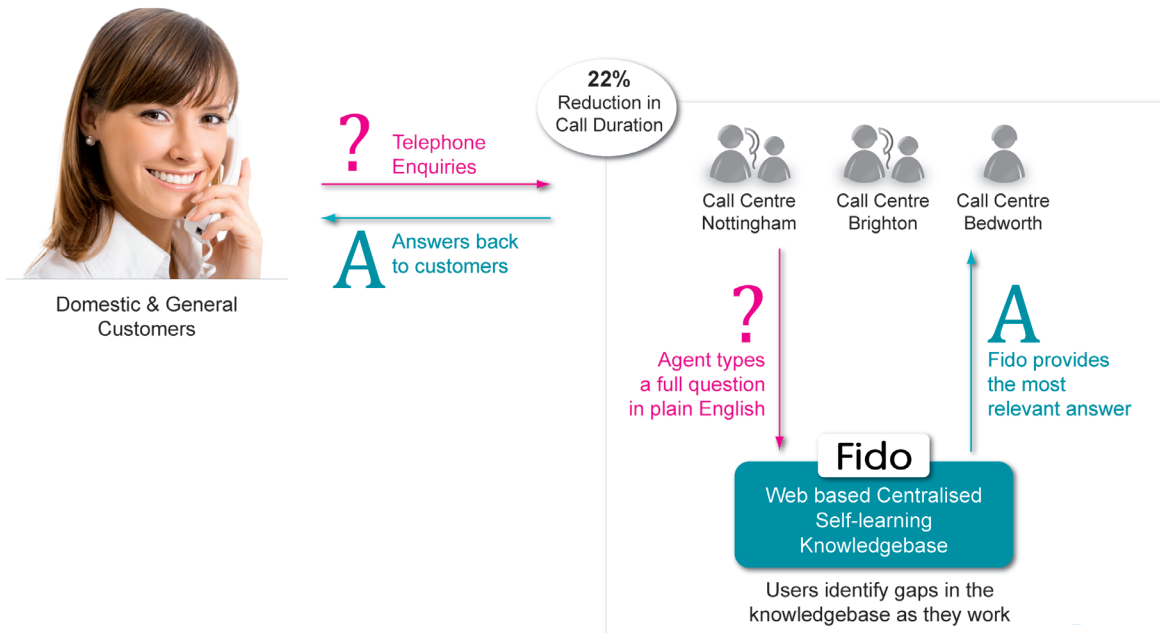 22%
Reduction in
Call Duration
?
Telephone
Enquiries
A
Answers back
to customers
Domestic & General
Customers
Call Centre
Nottingham
Call Centre
Brighton
Call Centre
Bedworth
?
Agent types
a full question
in plain English
A
Fido provides
the most
relevant answer
Fido
Web based Centralised
Self-learning
Knowledgebase
Users identify gaps in the
knowledgebase as they work